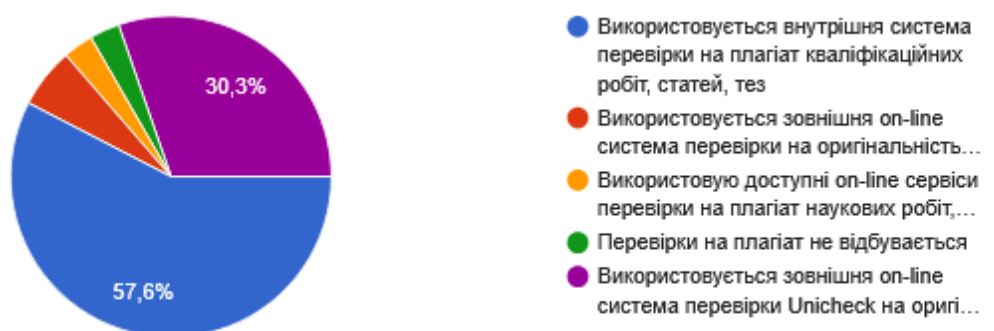 30,3%
57,6%
Використовується внутрішня система
перевірки на плагіат кваліфікаційних
робіт, статей, тез
Використовується зовнішня on-line
система перевірки на оригінальність…
Використовую доступні on-line сервіси
перевірки на плагіат наукових робіт,…
Перевірки на плагіат не відбувається
Використовується зовнішня on-line
система перевірки Unicheck на оригі…